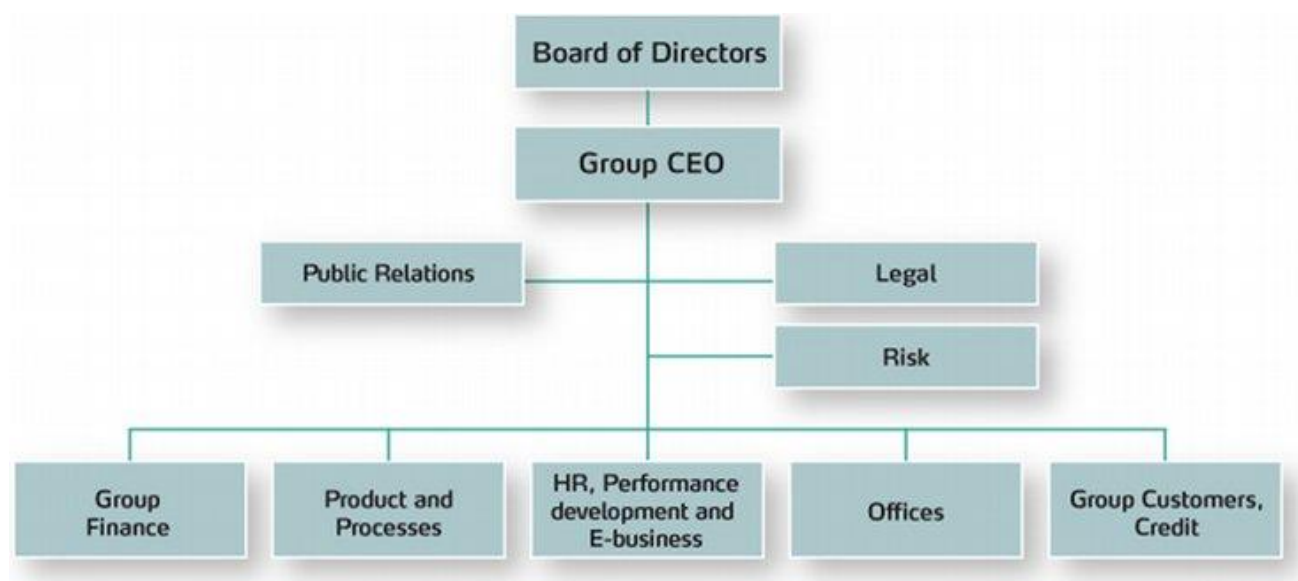 Board of Directors
Group CEO
Public Relations
Legal
Risk
Group
Finance
Product and
Processes
HR, Performance
development and
E-business
Offices
Group Customers,
Credit